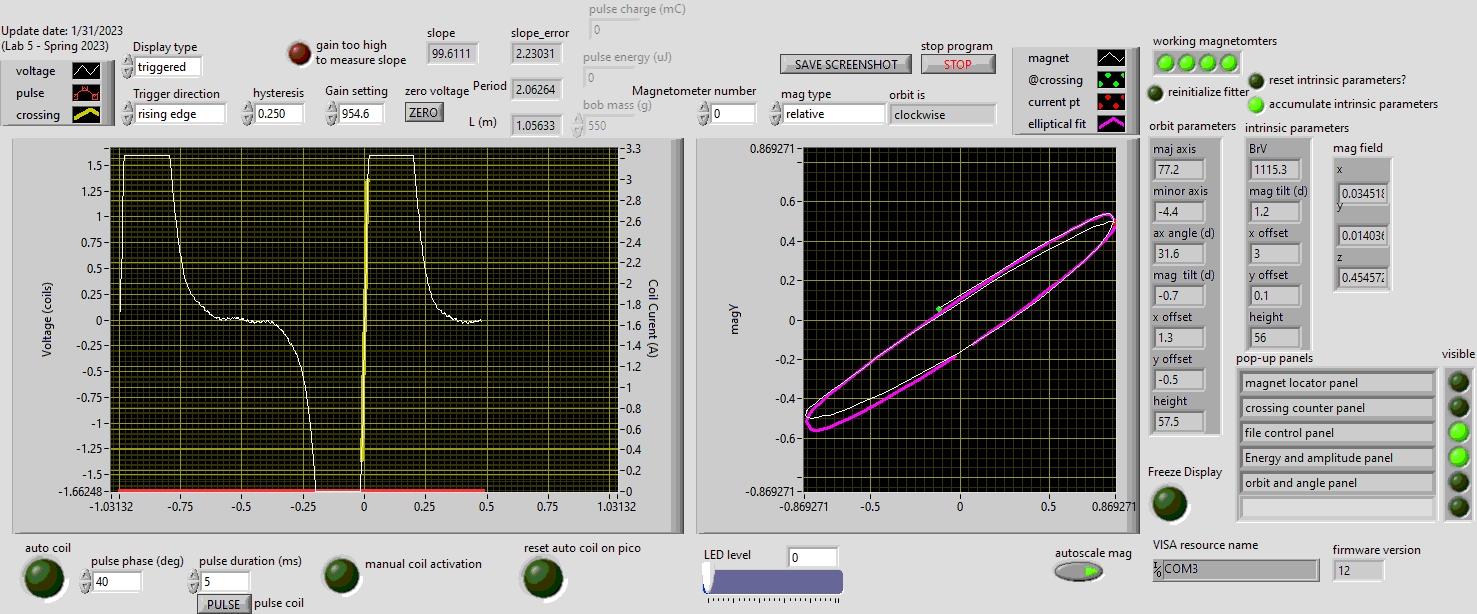 Update date: 1/31/2023
(Lab 5 - Spring 2023)
voltage
pulse
crossing
Display type
triggered
Trigger direction
rising edge
gain too high
to measure slope
hysteresis
0.250
Gain setting
954.6
slope
99.6111
slope_error
2.23031
zero voltage
ZERO
Period
2.06264
L (m)
1.05633
pulse charge (mC)
0
pulse energy (uJ)
0
bob mass (g)
550
Magnetometer number
0
SAVE SCREENSHOT
stop program
STOP
mag type
relative
orbit is
clockwise
magnet
@crossing
current pt
elliptical fit
working magnetomters
reinitialize fitter
reset intrinsic parameters?
accumulate intrinsic parameters
orbit parameters
maj axis
77.2
minor axis
-4.4
ax angle (d)
31.6
mag tilt (d)
-0.7
x offset
1.3
y offset
-0.5
height
57.5
intrinsic parameters
BrV
1115.3
mag tilt (d)
1.2
x offset
3
y offset
0.1
height
56
mag field
x
0.034518
y
0.014036
z
0.454572
Voltage (coils)
1.5
1.25
1
0.75
0.5
0.25
0
-0.25
-0.5
-0.75
-1
-1.25
-1.5
-1.66248
-1.03132
-0.75
-0.5
-0.25
0
0.25
0.5
0.75
1.03132
3.3
3
2.8
2.6
2.4
2.2
2
1.8
1.6
1.4
1.2
1
0.8
0.6
0.4
0.2
0
Coil Curent (A)
magY
0.869271
0.6
0.4
0.2
0
-0.2
-0.4
-0.6
-0.869271
-0.869271
-0.5
0
0.5
0.869271
pop-up panels
visible
magnet locator panel
crossing counter panel
file control panel
Energy and amplitude panel
orbit and angle panel
Freeze Display
auto coil
pulse phase (deg)
40
pulse duration (ms)
5
PULSE
pulse coil
manual coil activation
reset auto coil on pico
LED level
0
autoscale mag
VISA resource name
COM3
firmware version
12